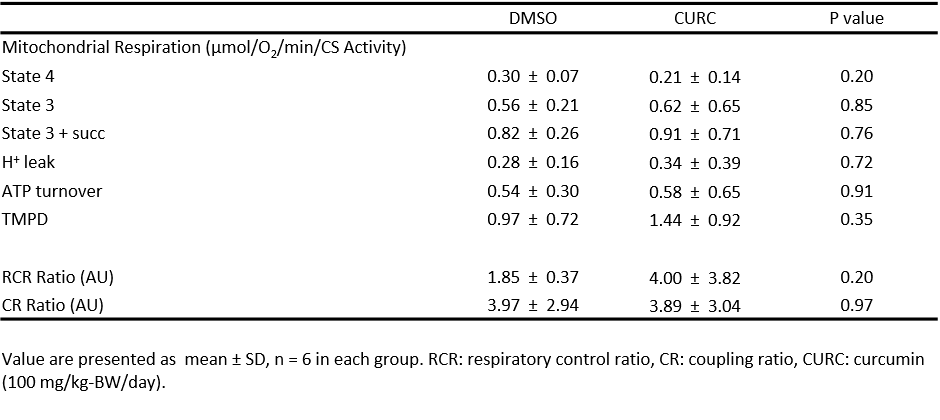 DMSO CURC P value
Mitochondrial Respiration (µmol/O₂/min/CS Activity)
State 4 0.30 ± 0.07 0.21 ± 0.14 0.20
State 3 0.56 ± 0.21 0.62 ± 0.65 0.85
State 3 + succ 0.82 ± 0.26 0.91 ± 0.71 0.76
H⁺ leak 0.28 ± 0.16 0.34 ± 0.39 0.72
ATP turnover 0.54 ± 0.30 0.58 ± 0.65 0.91
TMPD 0.97 ± 0.72 1.44 ± 0.92 0.35
RCR Ratio (AU) 1.85 ± 0.37 4.00 ± 3.82 0.20
CR Ratio (AU) 3.97 ± 2.94 3.89 ± 3.04 0.97
Value are presented as mean ± SD, n = 6 in each group. RCR: respiratory control ratio, CR: coupling ratio, CURC: curcumin
(100 mg/kg-BW/day).